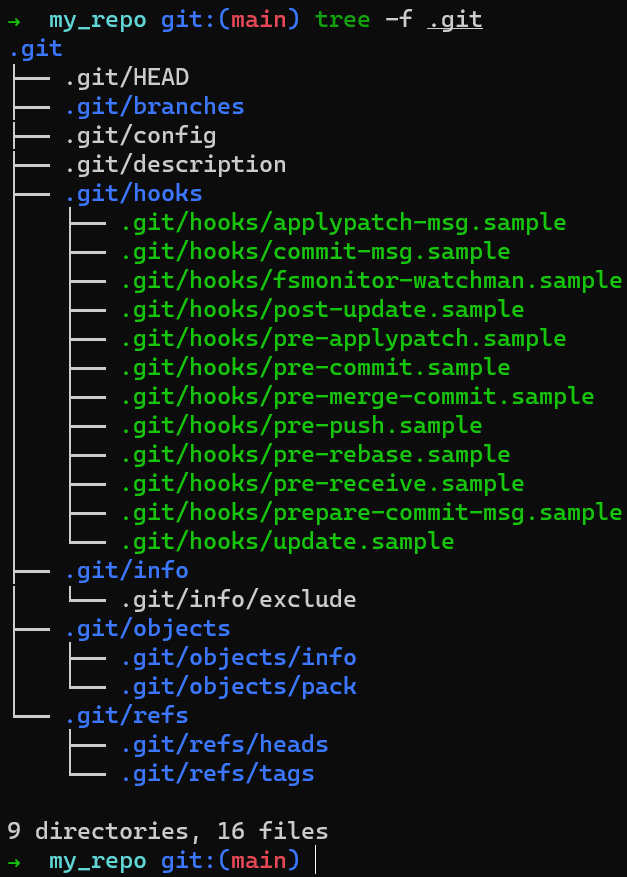 →  my_repo git:(main) tree -f .git
.git
├── .git/HEAD
├── .git/branches
├── .git/config
├── .git/description
├── .git/hooks
│   ├── .git/hooks/applypatch-msg.sample
│   ├── .git/hooks/commit-msg.sample
│   ├── .git/hooks/fsmonitor-watchman.sample
│   ├── .git/hooks/post-update.sample
│   ├── .git/hooks/pre-applypatch.sample
│   ├── .git/hooks/pre-commit.sample
│   ├── .git/hooks/pre-merge-commit.sample
│   ├── .git/hooks/pre-push.sample
│   ├── .git/hooks/pre-rebase.sample
│   ├── .git/hooks/pre-receive.sample
│   ├── .git/hooks/prepare-commit-msg.sample
│   └── .git/hooks/update.sample
├── .git/info
│   └── .git/info/exclude
├── .git/objects
│   ├── .git/objects/info
│   └── .git/objects/pack
└── .git/refs
    ├── .git/refs/heads
    └── .git/refs/tags
9 directories, 16 files
→  my_repo git:(main)